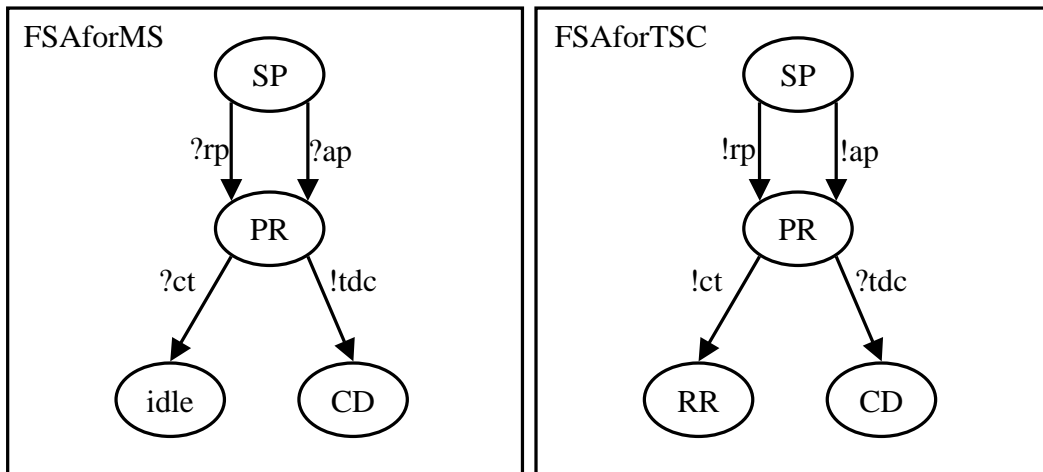 FSAforMS
SP
?rp
?ap
PR
?ct
!tdc
idle
CD
FSAforTSC
SP
!rp
!ap
PR
!ct
?tdc
RR
CD